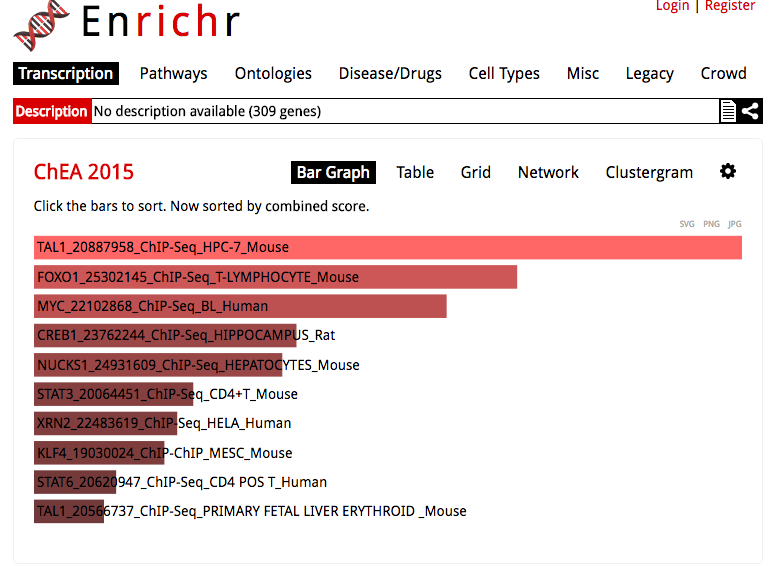 Login | Register
Enrichr
Transcription Pathways Ontologies Disease/Drugs Cell Types Misc Legacy Crowd
Description No description available (309 genes)
ChEA 2015 Bar Graph Table Grid Network Clustergram
Click the bars to sort. Now sorted by combined score.
SVG PNG JPG
TAL1_20887958_ChIP-Seq_HPC-7_Mouse
FOXO1_25302145_ChIP-Seq_T-LYMPHOCYTE_Mouse
MYC_22102868_ChIP-Seq_BL_Human
CREB1_23762244_ChIP-Seq_HIPPOCAMPUS_Rat
NUCKS1_24931609_ChIP-Seq_HEPATOCYTES_Mouse
STAT3_20064451_ChIP-Seq_CD4+T_Mouse
XRN2_22483619_ChIP-Seq_HELA_Human
KLF4_19030024_ChIP-ChIP_MESC_Mouse
STAT6_20620947_ChIP-Seq_CD4 POS T_Human
TAL1_20566737_ChIP-Seq_PRIMARY FETAL LIVER ERYTHROID _Mouse